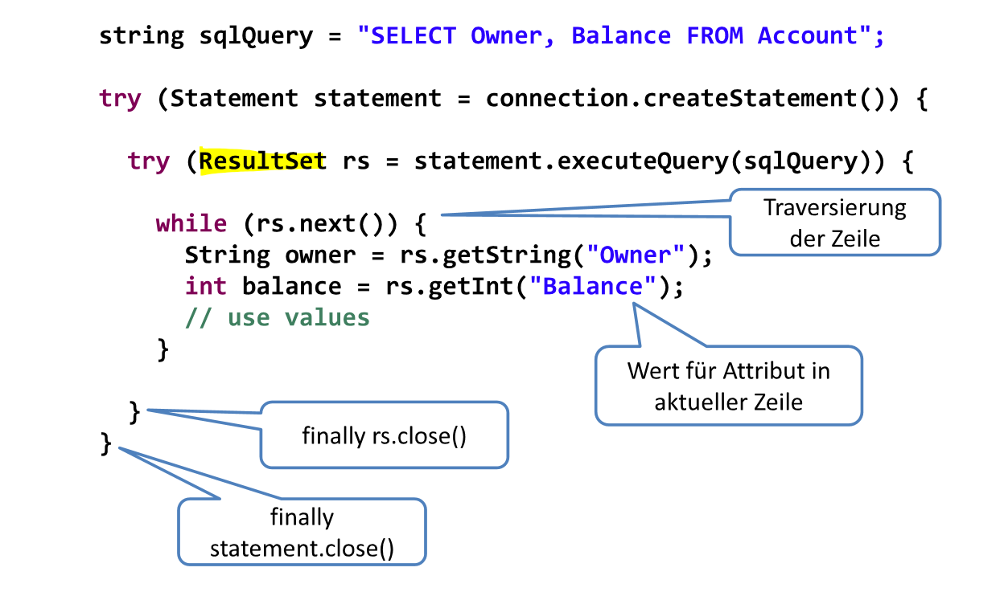 string sqlQuery = "SELECT Owner, Balance FROM Account";
try (Statement statement = connection.createStatement()) {
try (ResultSet rs = statement.executeQuery(sqlQuery)) {
while (rs.next()) {
Traversierung
der Zeile
String owner = rs.getString("Owner");
int balance = rs.getInt("Balance");
// use values
}
Wert für Attribut in
aktueller Zeile
}
finally rs.close()
}
finally
statement.close()